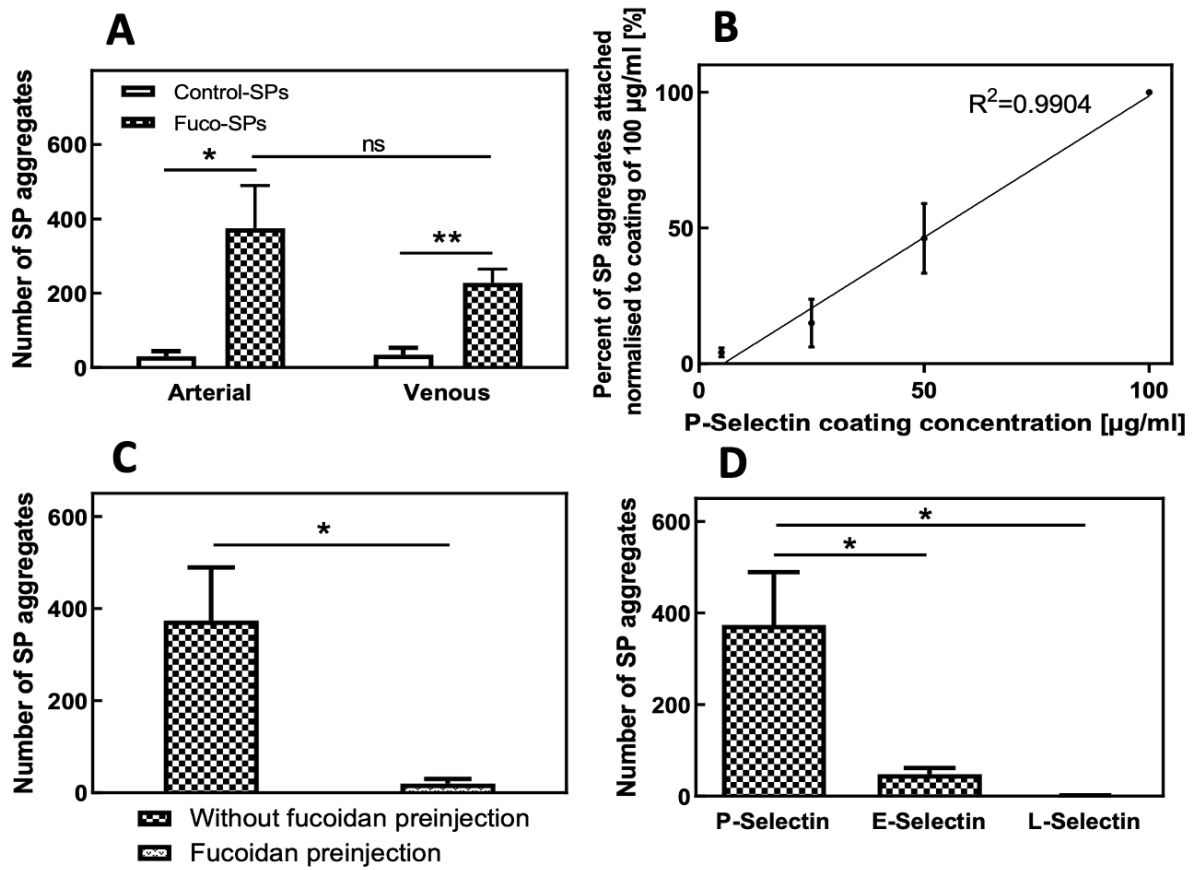 A
Number of SP aggregates
600
400
200
0
Control-SPs
Fuco-SPs
*
ns
**
Arterial
Venous
B
Percent of SP aggregates attached
normalised to coating of 100 µg/ml [%]
100
50
0
R²=0.9904
0
50
100
P-Selectin coating concentration [µg/ml]
C
Number of SP aggregates
600
400
200
0
*
Without fucoidan preinjection
Fucoidan preinjection
D
Number of SP aggregates
600
400
200
0
*
*
P-Selectin
E-Selectin
L-Selectin